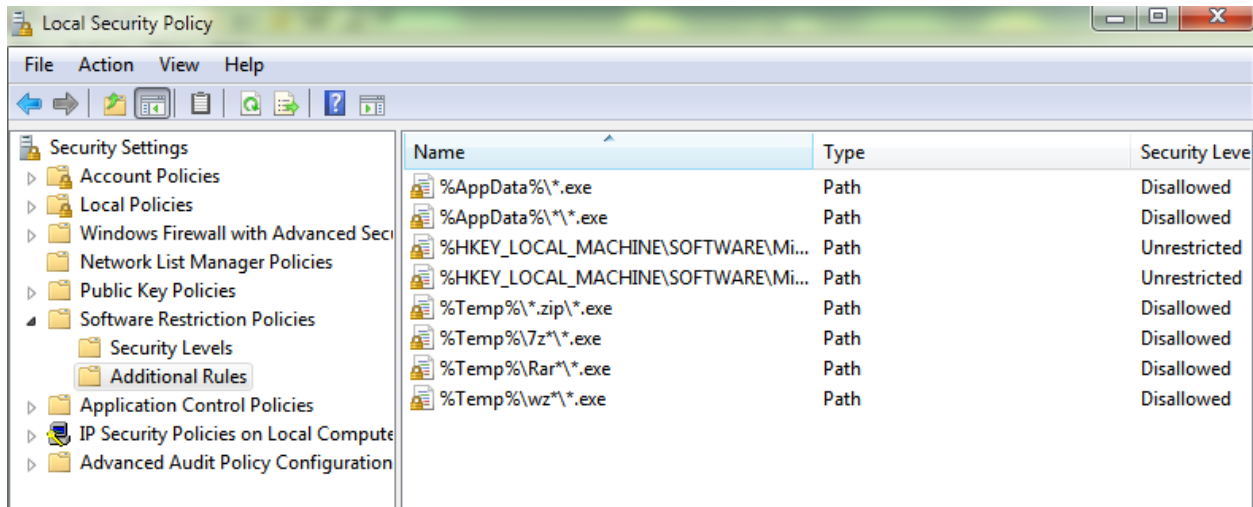 Local Security Policy
File Action View Help
Security Settings
Account Policies
Local Policies
Windows Firewall with Advanced Secu
Network List Manager Policies
Public Key Policies
Software Restriction Policies
Security Levels
Additional Rules
Application Control Policies
IP Security Policies on Local Compute
Advanced Audit Policy Configuration
Name Type Security Leve
%AppData%\*.exe Path Disallowed
%AppData%\*\*.exe Path Disallowed
%HKEY_LOCAL_MACHINE\SOFTWARE\Mi... Path Unrestricted
%HKEY_LOCAL_MACHINE\SOFTWARE\Mi... Path Unrestricted
%Temp%\*.zip\*.exe Path Disallowed
%Temp%\7z*\*.exe Path Disallowed
%Temp%\Rar*\*.exe Path Disallowed
%Temp%\wz*\*.exe Path Disallowed